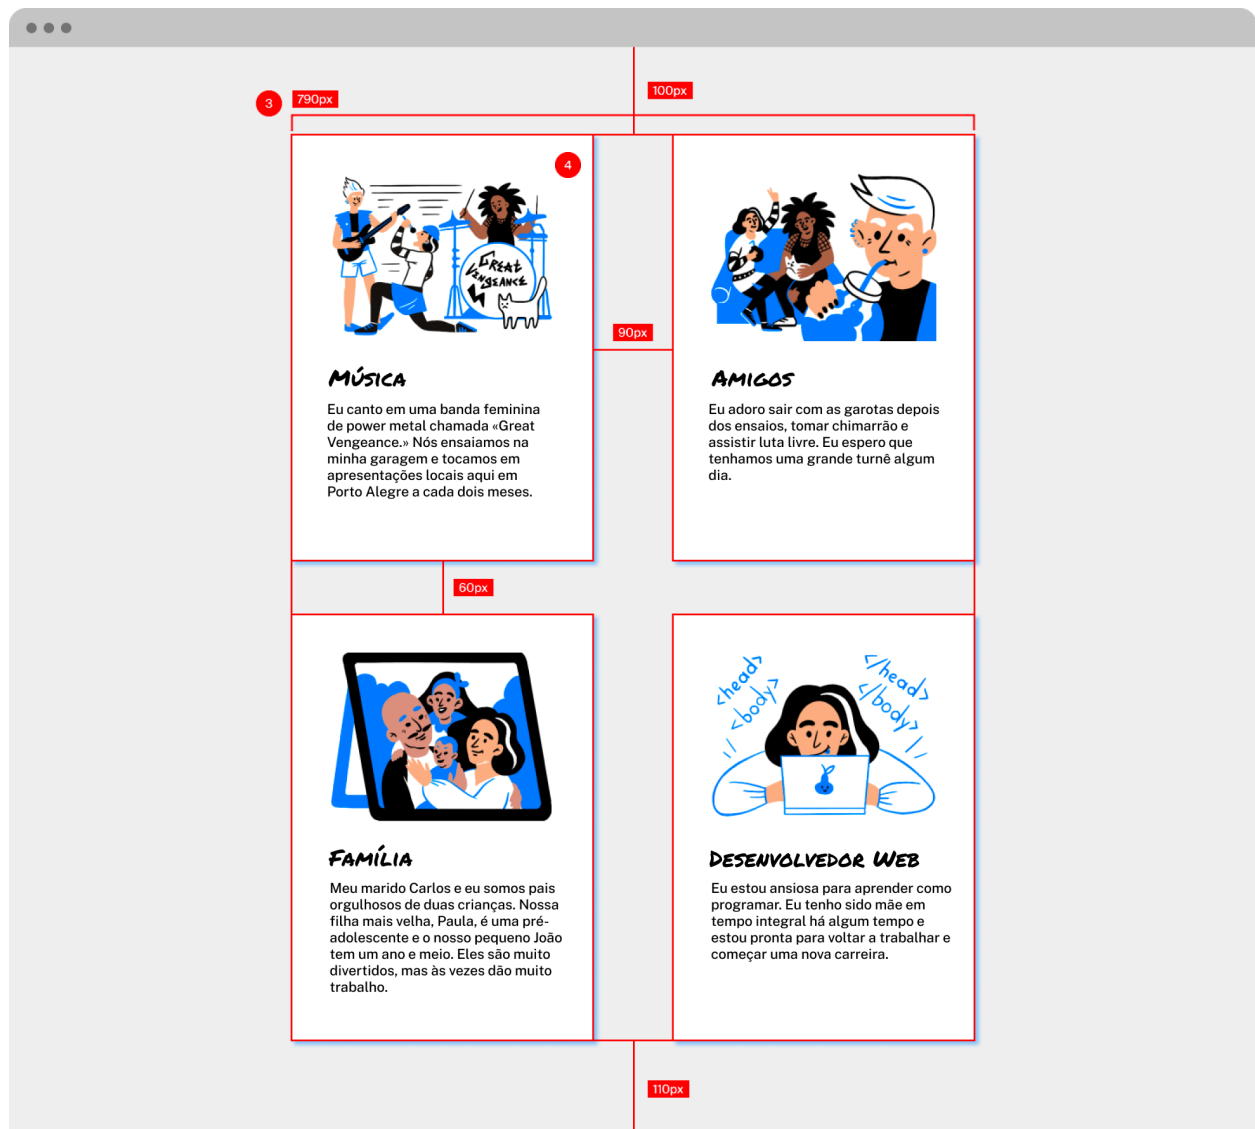 100px
3
790px
4
GREAT
VENGEANCE
90px
Música
Eu canto em uma banda feminina
de power metal chamada «Great
Vengeance.» Nós ensaiamos na
minha garagem e tocamos em
apresentações locais aqui em
Porto Alegre a cada dois meses.
Amigos
Eu adoro sair com as garotas depois
dos ensaios, tomar chimarrão e
assistir luta livre. Eu espero que
tenhamos uma grande turnê algum
dia.
60px
<head>
<body>
</head>
</body>
Família
Meu marido Carlos e eu somos pais
orgulhosos de duas crianças. Nossa
filha mais velha, Paula, é uma pré-
adolescente e o nosso pequeno João
tem um ano e meio. Eles são muito
divertidos, mas às vezes dão muito
trabalho.
Desenvolvedor Web
Eu estou ansiosa para aprender como
programar. Eu tenho sido mãe em
tempo integral há algum tempo e
estou pronta para voltar a trabalhar e
começar uma nova carreira.
110px